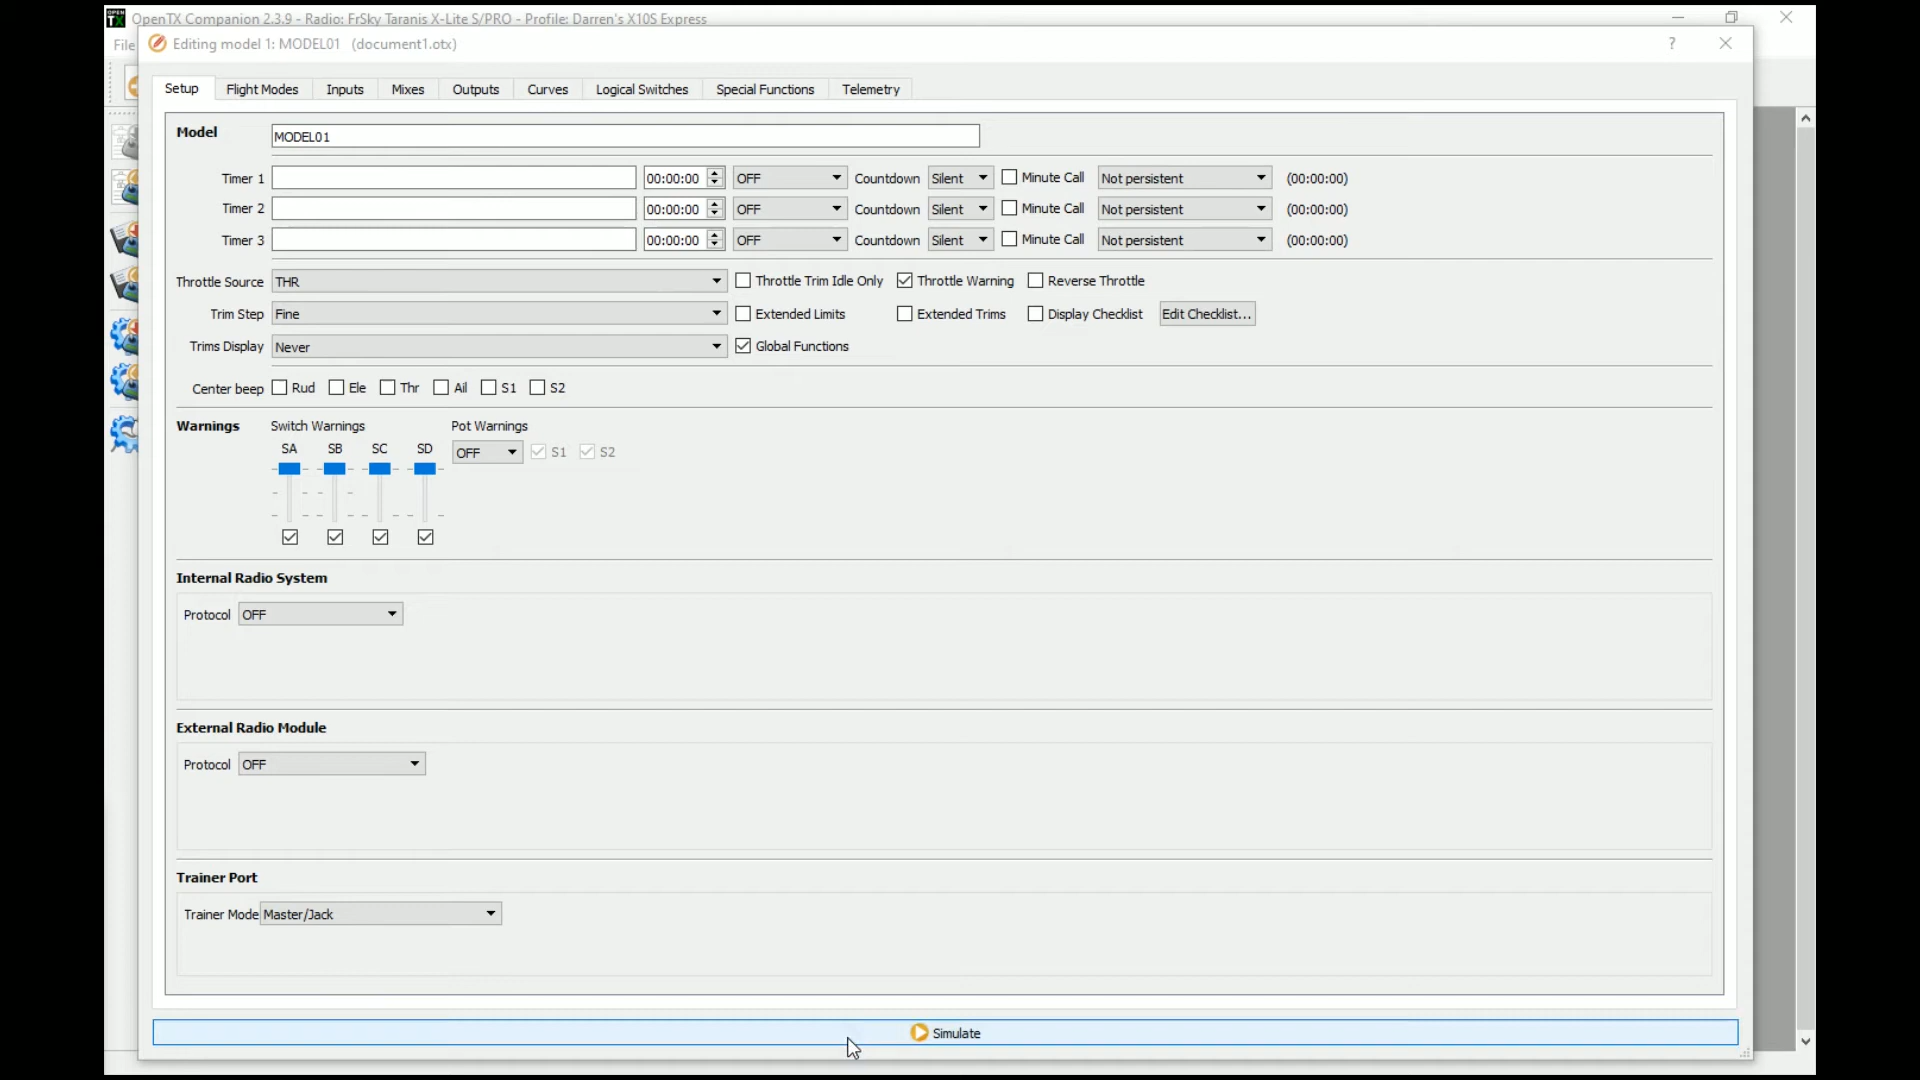 OPEN TX OpenTX Companion 2.3.9 - Radio: FrSky Taranis X-Lite S/PRO - Profile: Darren's X10S Express
File Editing model 1: MODEL01 (document1.otx) ?
Setup Flight Modes Inputs Mixes Outputs Curves Logical Switches Special Functions Telemetry
Model MODEL01
Timer 1 00:00:00 OFF Countdown Silent Minute Call Not persistent (00:00:00)
Timer 2 00:00:00 OFF Countdown Silent Minute Call Not persistent (00:00:00)
Timer 3 00:00:00 OFF Countdown Silent Minute Call Not persistent (00:00:00)
Throttle Source THR Throttle Trim Idle Only Throttle Warning Reverse Throttle
Trim Step Fine Extended Limits Extended Trims Display Checklist Edit Checklist...
Trims Display Never Global Functions
Center beep Rud Ele Thr Ail S1 S2
Warnings Switch Warnings Pot Warnings
SA SB SC SD OFF S1 S2
Internal Radio System
Protocol OFF
External Radio Module
Protocol OFF
Trainer Port
Trainer Mode Master/Jack
Simulate